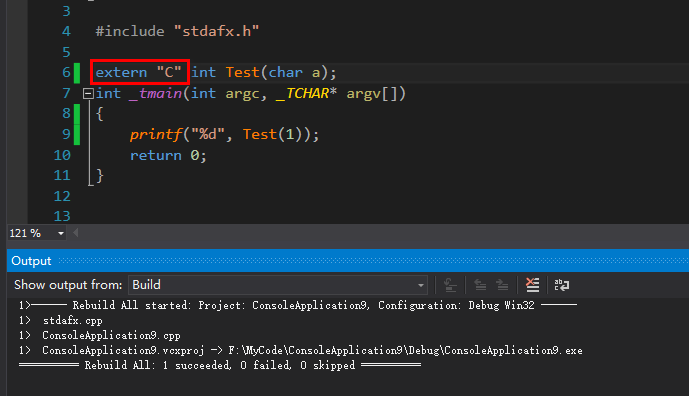 3
4 #include "stdafx.h"
5
6 extern "C" int Test(char a);
7 int _tmain(int argc, _TCHAR* argv[])
8 {
9 printf("%d", Test(1));
10 return 0;
11 }
12
13
121 %
Output
Show output from: Build
1>------ Rebuild All started: Project: ConsoleApplication9, Configuration: Debug Win32 ------
1> stdafx.cpp
1> ConsoleApplication9.cpp
1> ConsoleApplication9.vcxproj -> F:\MyCode\ConsoleApplication9\Debug\ConsoleApplication9.exe
========== Rebuild All: 1 succeeded, 0 failed, 0 skipped ==========